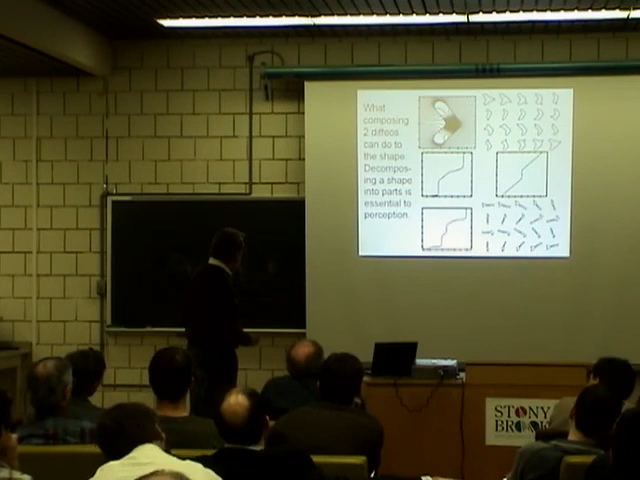 What
composing
2 diffeos
can do to
the shape.
Decompos-
ing a shape
into parts is
essential to
perception.
STONY
BROOK